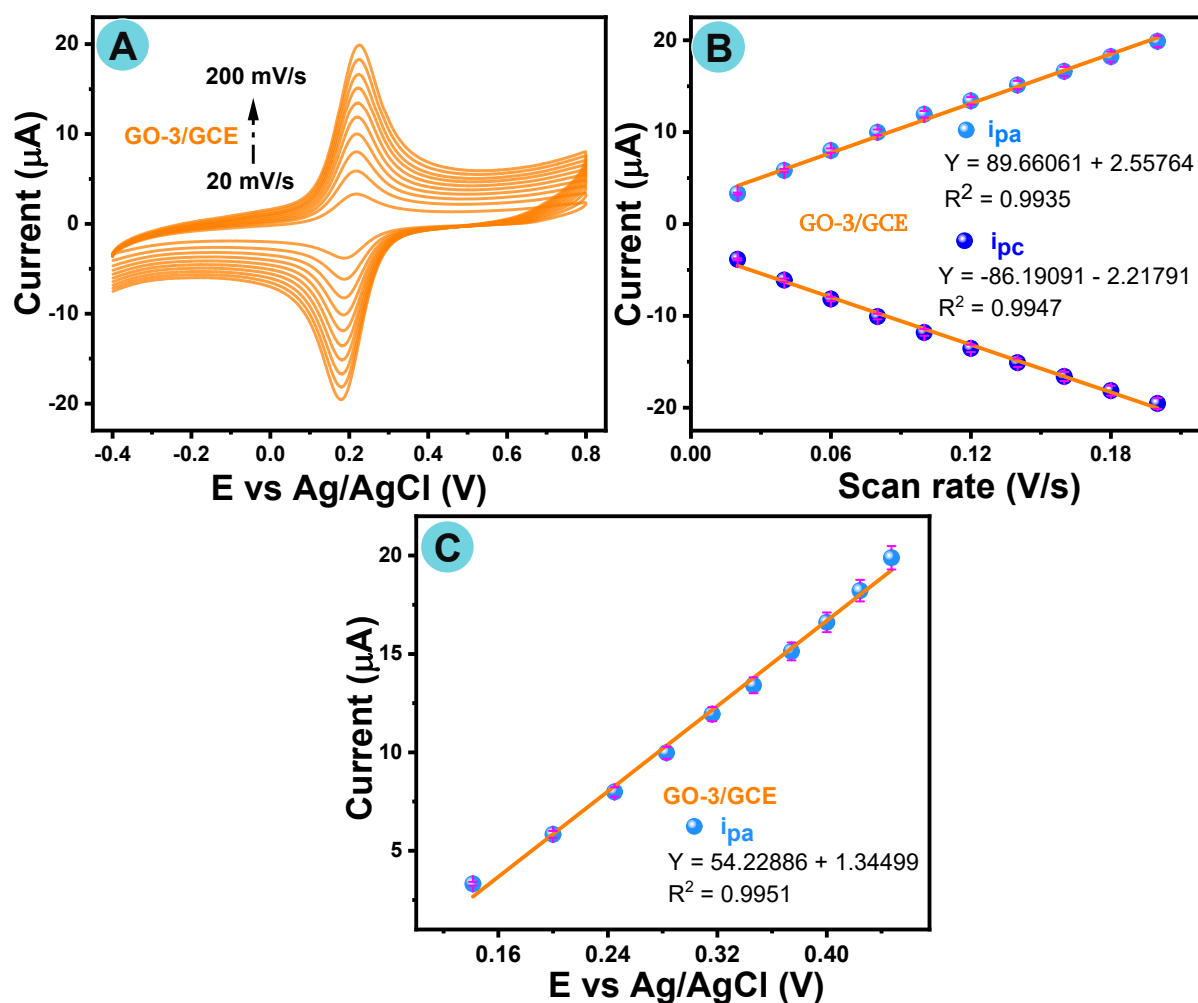 A
200 mV/s
GO-3/GCE
20 mV/s
20
10
0
-10
-20
Current (µA)
-0.4 -0.2 0.0 0.2 0.4 0.6 0.8
E vs Ag/AgCl (V)
B
i_pa
Y = 89.66061 + 2.55764
R² = 0.9935
GO-3/GCE
i_pc
Y = -86.19091 - 2.21791
R² = 0.9947
20
10
0
-10
-20
Current (µA)
0.00 0.06 0.12 0.18
Scan rate (V/s)
C
20
15
10
5
Current (µA)
GO-3/GCE
i_pa
Y = 54.22886 + 1.34499
R² = 0.9951
0.16 0.24 0.32 0.40
E vs Ag/AgCl (V)